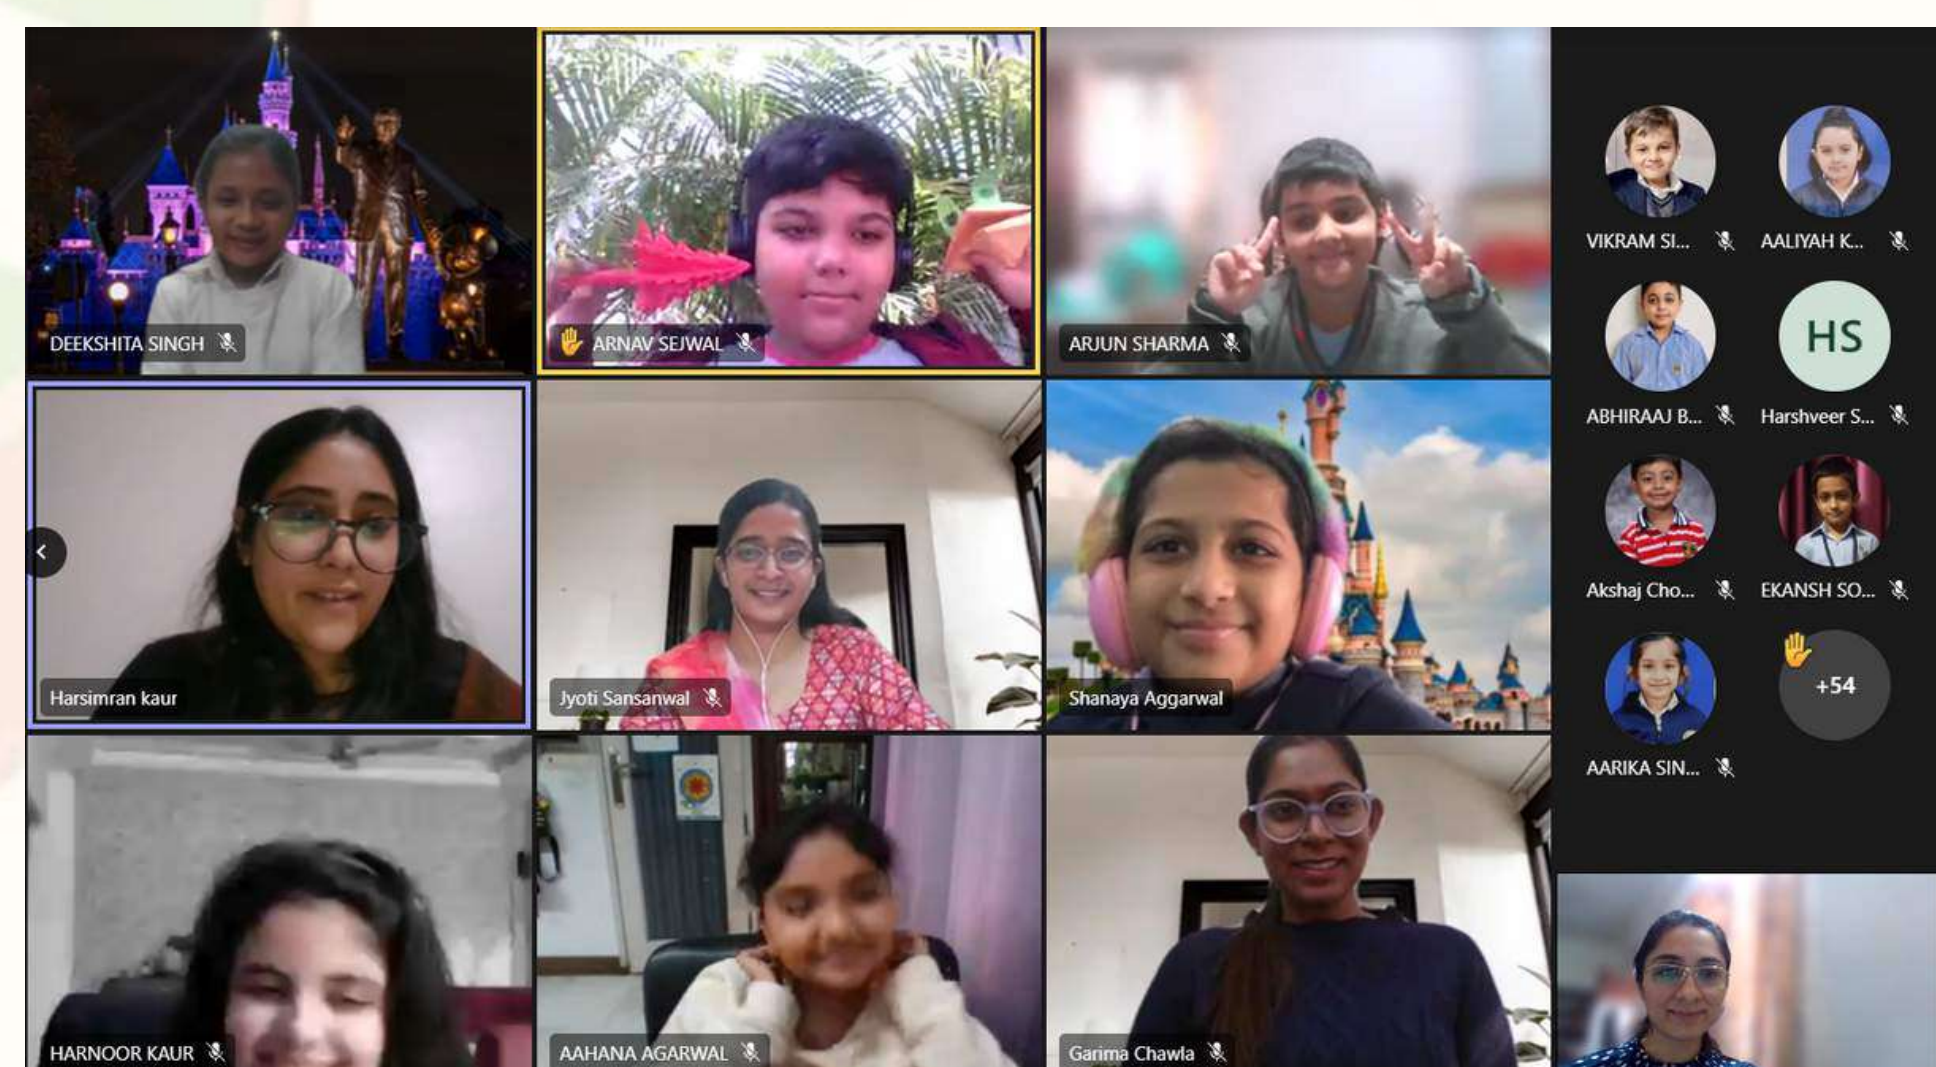 DEEKSHITA SINGH
ARNAV SEJWAL
ARJUN SHARMA
VIKRAM SI...
AALIYAH K...
ABHIRAAJ B...
Harshveer S...
HS
Harsimran kaur
Jyoti Sansanwal
Shanaya Aggarwal
Akshaj Cho...
EKANSH SO...
AARIKA SIN...
+54
HARNOOR KAUR
AAHANA AGARWAL
Garima Chawla